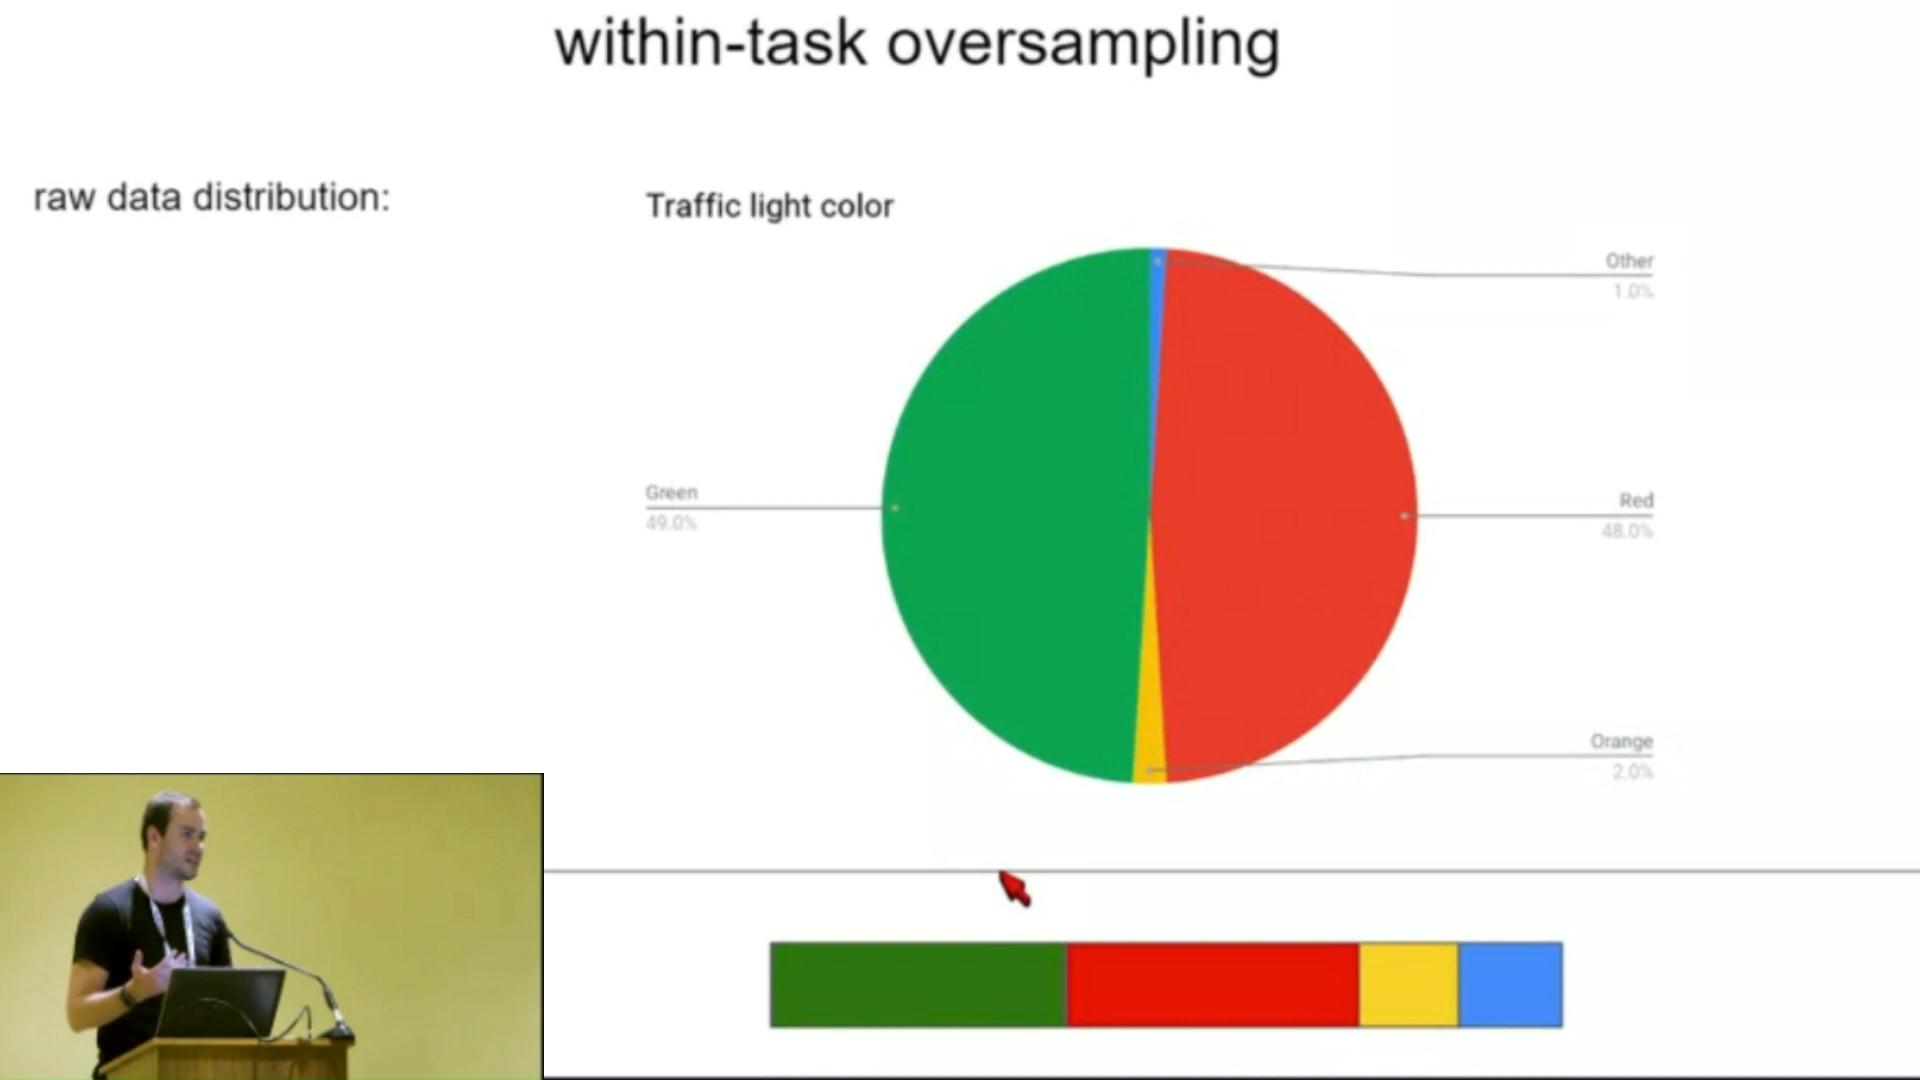 within-task oversampling
raw data distribution:
Traffic light color
Other
1.0%
Green
49.0%
Red
48.0%
Orange
2.0%